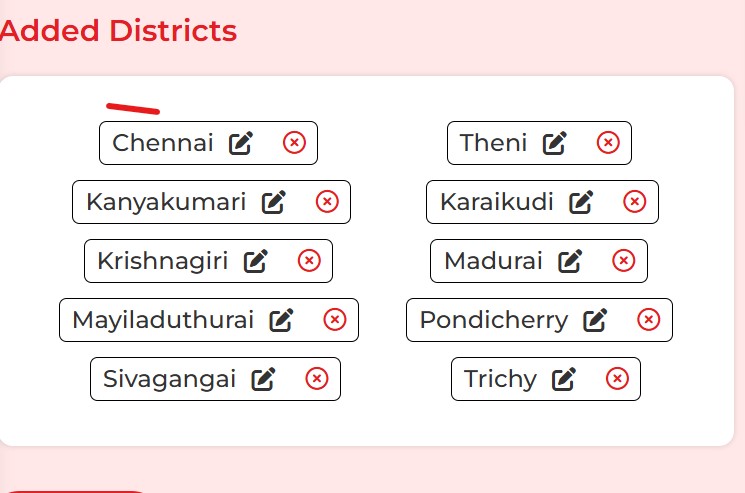 Added Districts
Chennai
Theni
Kanyakumari
Karaikudi
Krishnagiri
Madurai
Mayiladuthurai
Pondicherry
Sivagangai
Trichy